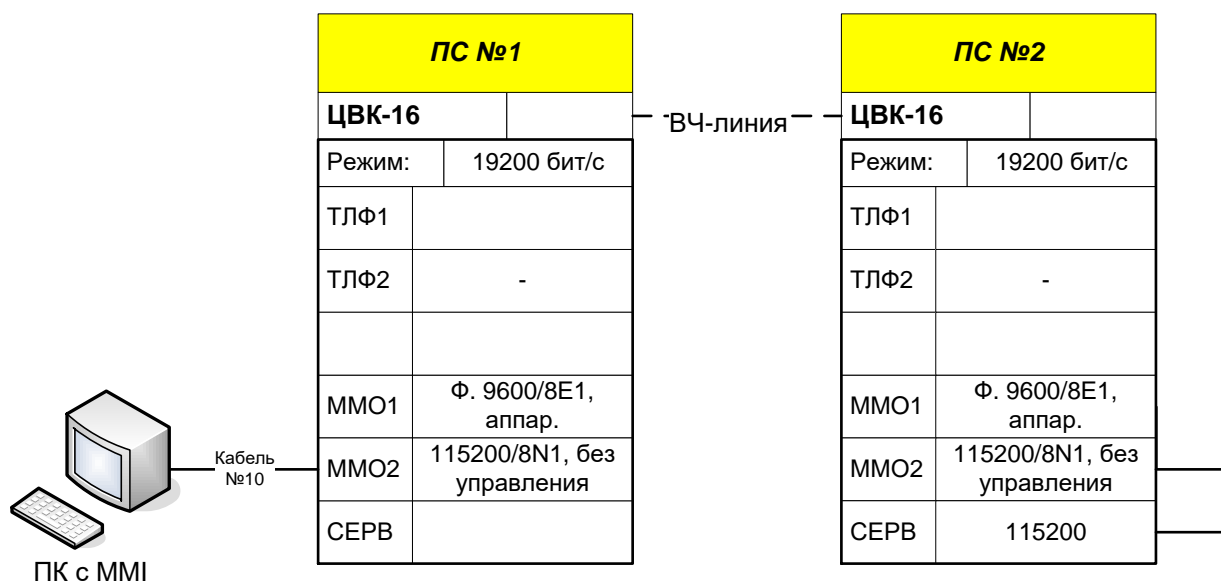 ПС №1
ПС №2
ЦВК-16
ВЧ-линия
ЦВК-16
Режим:
19200 бит/с
Режим:
19200 бит/с
ТЛФ1
ТЛФ1
ТЛФ2
-
ТЛФ2
-
ММО1
Ф. 9600/8E1,
аппар.
ММО1
Ф. 9600/8E1,
аппар.
Кабель
№10
ММО2
115200/8N1, без
управления
ММО2
115200/8N1, без
управления
СЕРВ
СЕРВ
115200
ПК с MMI